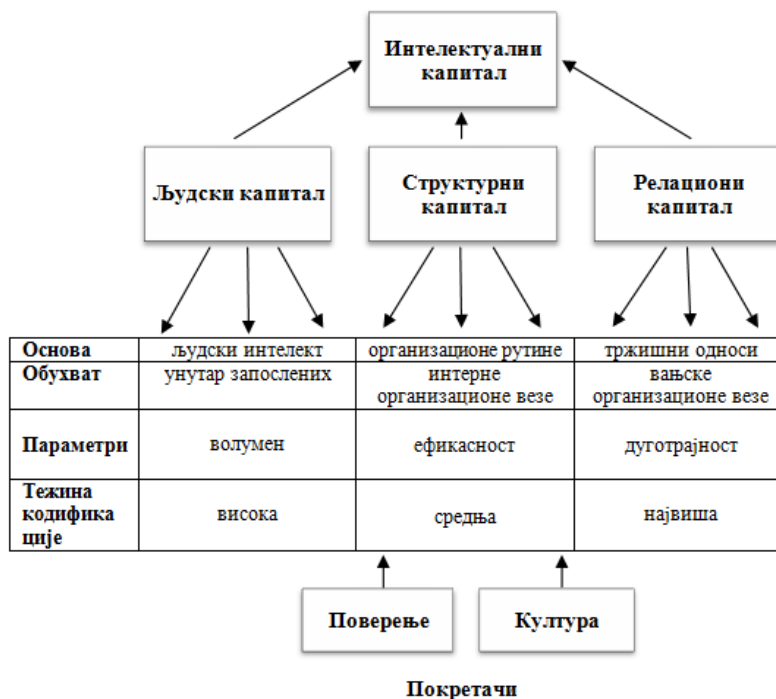 Интелектуални
капитал
Људски капитал
Структурни
капитал
Релациони
капитал
Основа људски интелект организационе рутине тржишни односи
Обухват унутар запослених интерне
организационе везе вањске
организационе везе
Параметри волумен ефикасност дуготрајност
Тежина
кодифика
ције висока средња највиша
Поверење
Култура
Покретачи